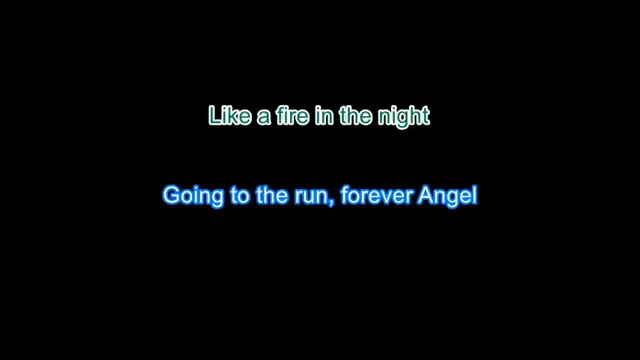 Like a fire in the night
Going to the run, forever Angel